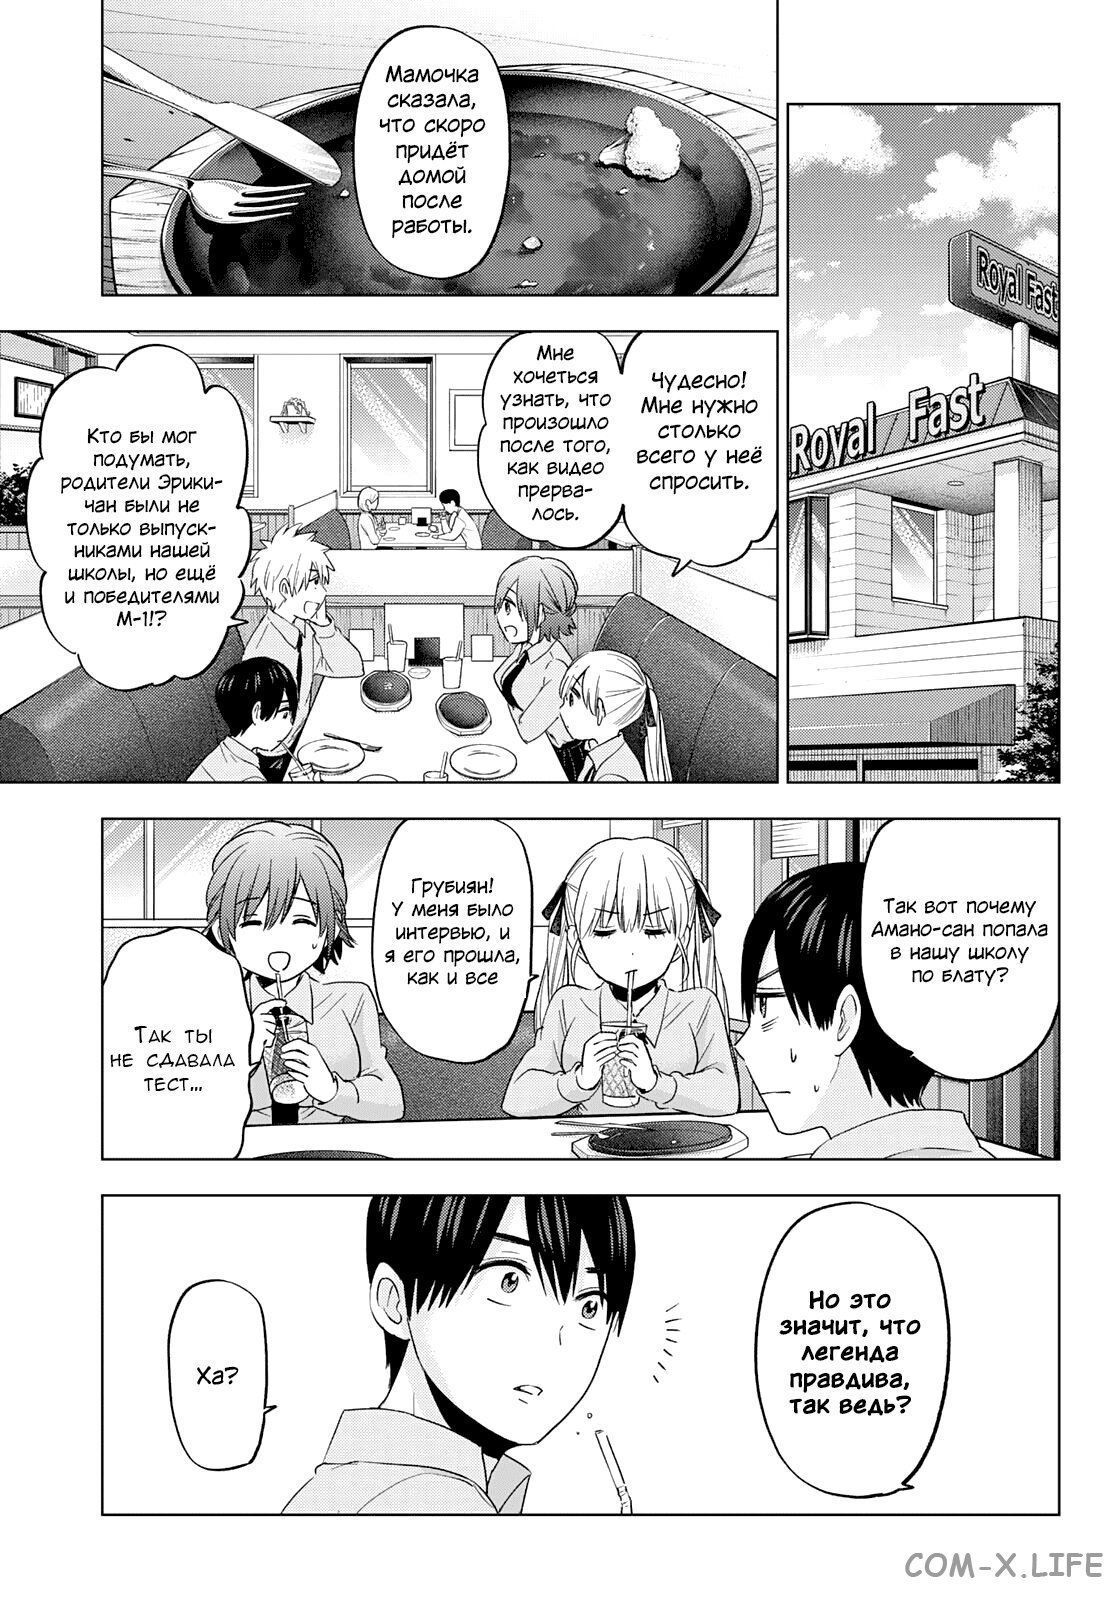 Royal Fast
Royal Fast
Мамочка
сказала,
что скоро
придёт
домой
после
работы.
Чудесно!
Мне нужно
столько
всего у неё
спросить.
Мне
хочеться
узнать, что
произошло
после того,
как видео
прерва-
лось.
Кто бы мог
подумать,
родители Эрики-
чан были не
только выпуск-
никами нашей
школы, но ещё
и победителями
М-1!?
Так вот почему
Амано-сан попала
в нашу школу
по блату?
Грубиян!
У меня было
интервью, и
я его прошла,
как и все
Так ты
не сдавала
тест...
Но это
значит, что
легенда
правдива,
так ведь?
Ха?
COM-X.LIFE